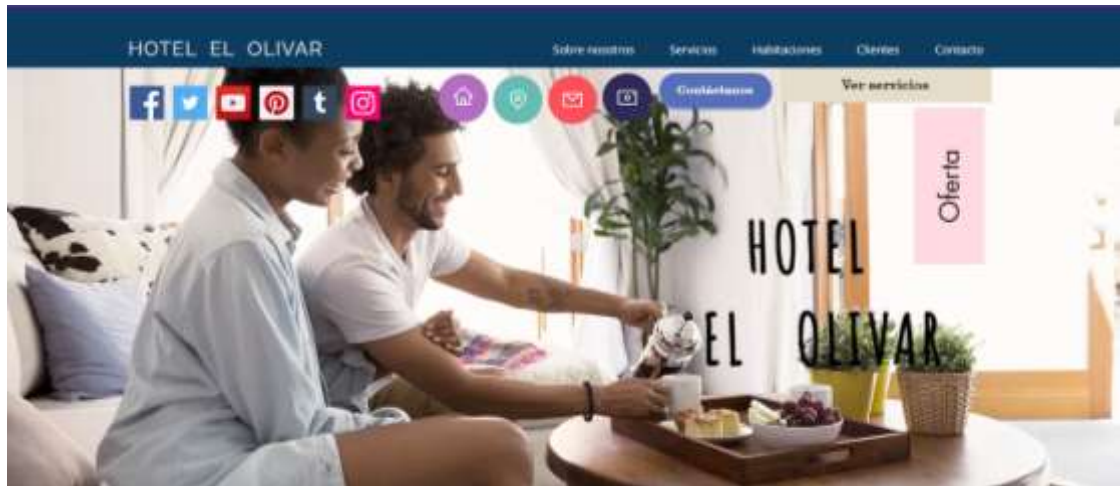 HOTEL EL OLIVAR
Sobre nosotros Servicios Habitaciones Clientes Contacto
Contáctanos
Ver servicios
Oferta
HOTEL
EL OLIVAR